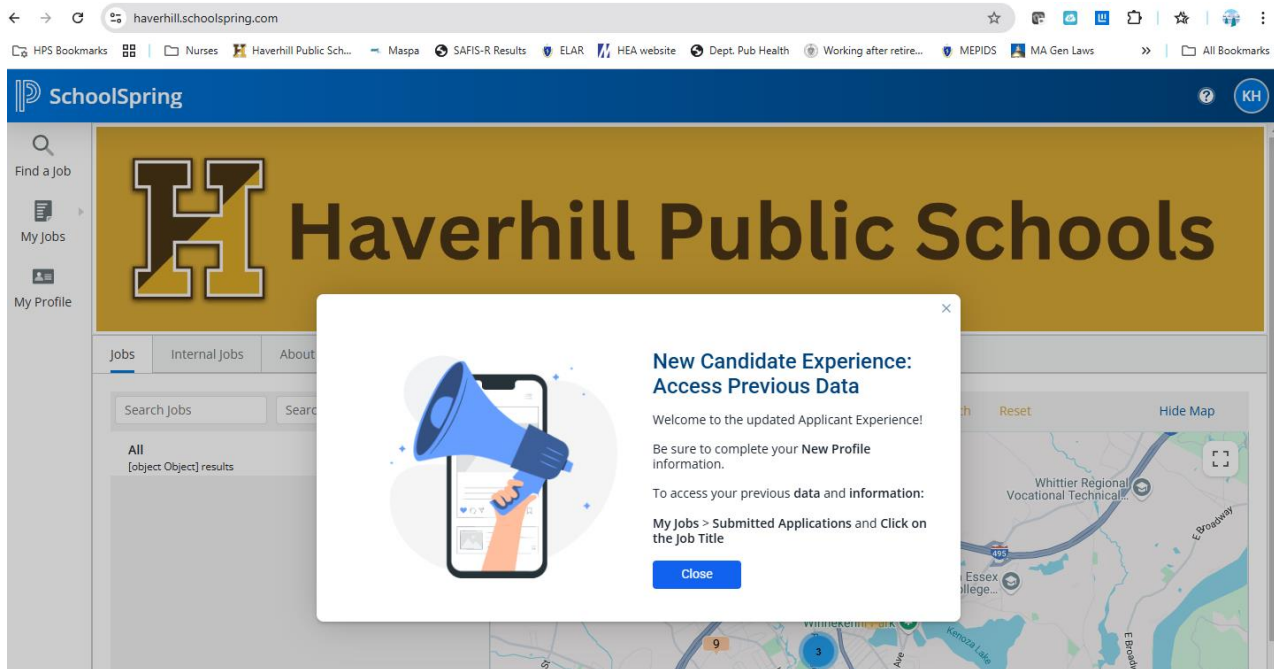 haverhill.schoolspring.com
HPS Bookmarks Nurses Haverhill Public Sch... Maspa SAFIS-R Results ELAR HEA website Dept. Pub Health Working after retire... MEPIDS MA Gen Laws » All Bookmarks
SchoolSpring
? KH
Find a Job
My Jobs
My Profile
H Haverhill Public Schools
Jobs Internal Jobs About
Search Jobs
Reset Hide Map
All
[object Object] results
×
New Candidate Experience:
Access Previous Data
Welcome to the updated Applicant Experience!
Be sure to complete your New Profile
information.
To access your previous data and information:
My Jobs > Submitted Applications and Click on
the Job Title
Close
Whittier Regional
Vocational Technical...
E Broadway
495
Essex
9
3
Ave
Kenoza Lake
E Broad
St